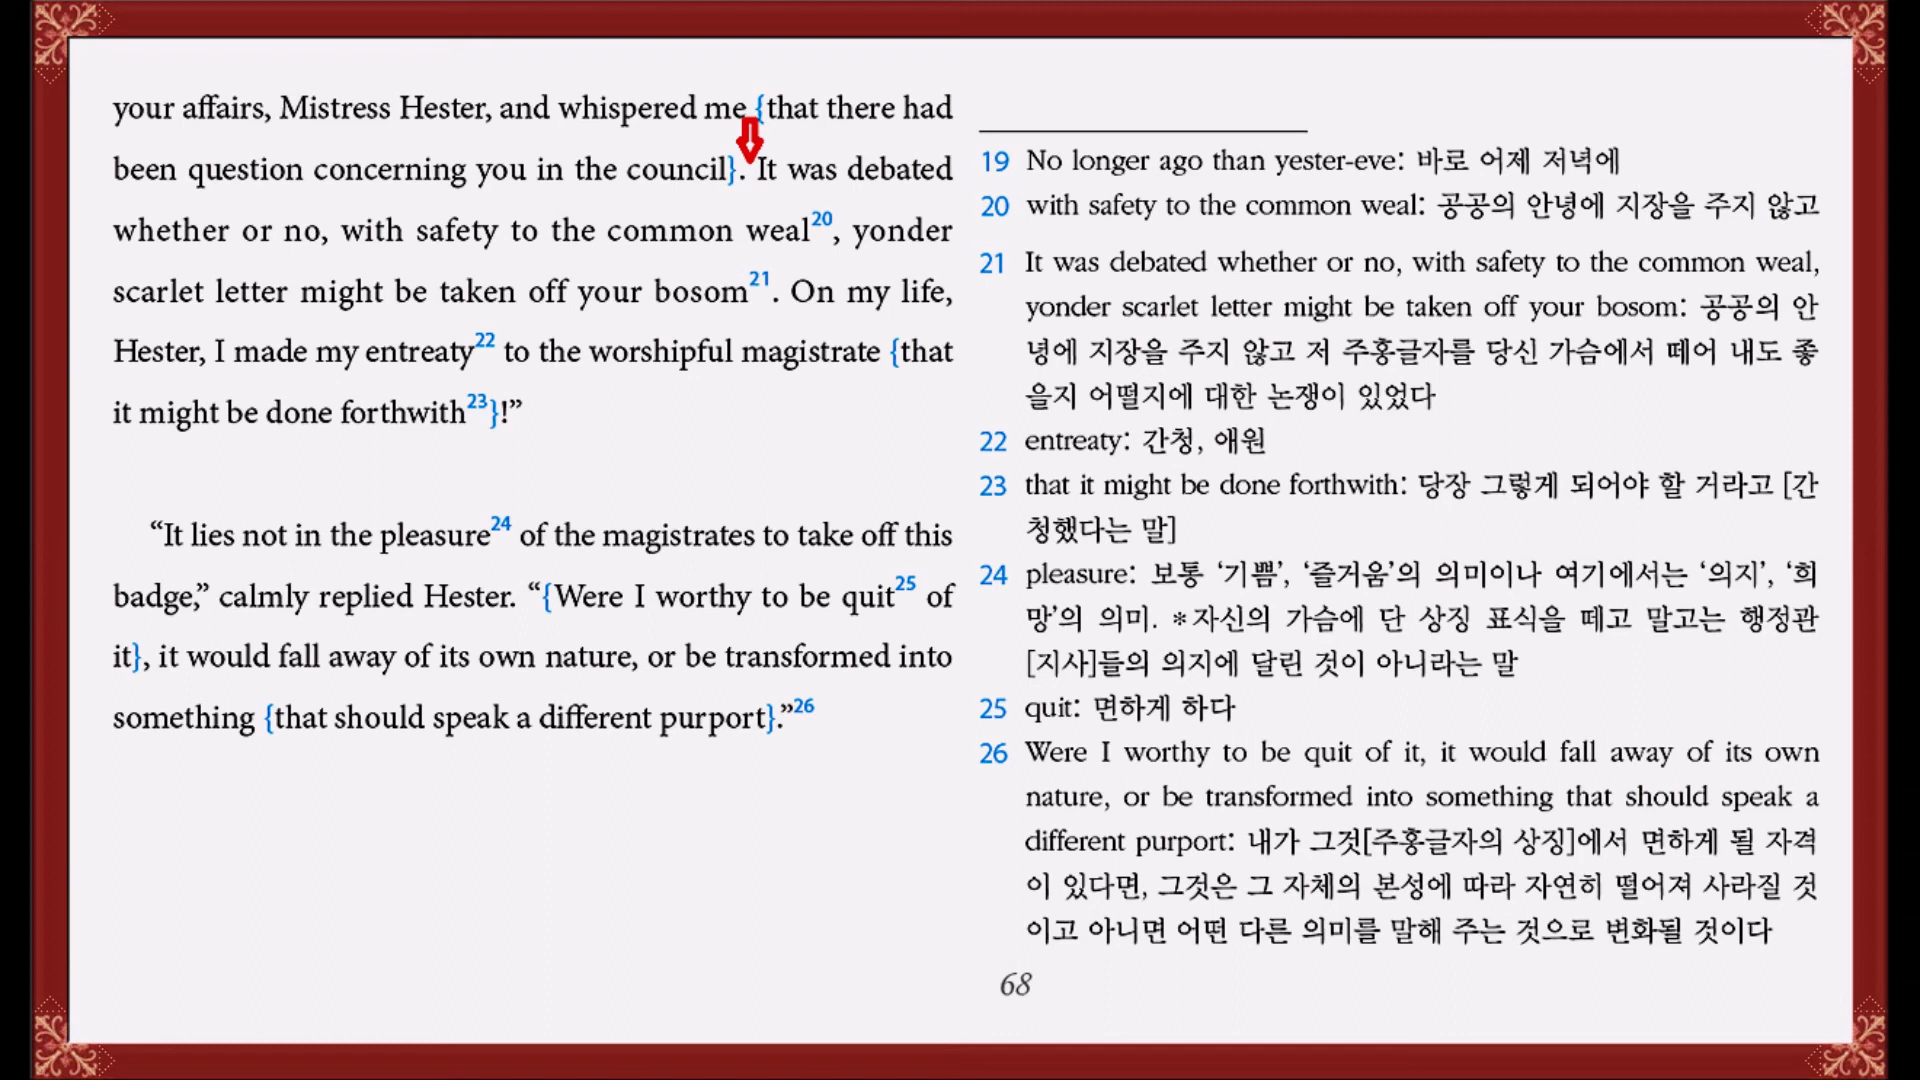 your affairs, Mistress Hester, and whispered me {that there had
been question concerning you in the council}. It was debated
whether or no, with safety to the common weal20, yonder
scarlet letter might be taken off your bosom21. On my life,
Hester, I made my entreaty22 to the worshipful magistrate {that
it might be done forthwith23}!”
“It lies not in the pleasure24 of the magistrates to take off this
badge,” calmly replied Hester. “{Were I worthy to be quit25 of
it}, it would fall away of its own nature, or be transformed into
something {that should speak a different purport}.”26
19 No longer ago than yester-eve: 바로 어제 저녁에
20 with safety to the common weal: 공공의 안녕에 지장을 주지 않고
21 It was debated whether or no, with safety to the common weal,
yonder scarlet letter might be taken off your bosom: 공공의 안
녕에 지장을 주지 않고 저 주홍글자를 당신 가슴에서 떼어 내도 좋
을지 어떨지에 대한 논쟁이 있었다
22 entreaty: 간청, 애원
23 that it might be done forthwith: 당장 그렇게 되어야 할 거라고 [간
청했다는 말]
24 pleasure: 보통 ‘기쁨’, ‘즐거움’의 의미이나 여기에서는 ‘의지’, ‘희
망’의 의미. *자신의 가슴에 단 상징 표식을 떼고 말고는 행정관
[지사]들의 의지에 달린 것이 아니라는 말
25 quit: 면하게 하다
26 Were I worthy to be quit of it, it would fall away of its own
nature, or be transformed into something that should speak a
different purport: 내가 그것[주홍글자의 상징]에서 면하게 될 자격
이 있다면, 그것은 그 자체의 본성에 따라 자연히 떨어져 사라질 것
이고 아니면 어떤 다른 의미를 말해 주는 것으로 변화될 것이다
68